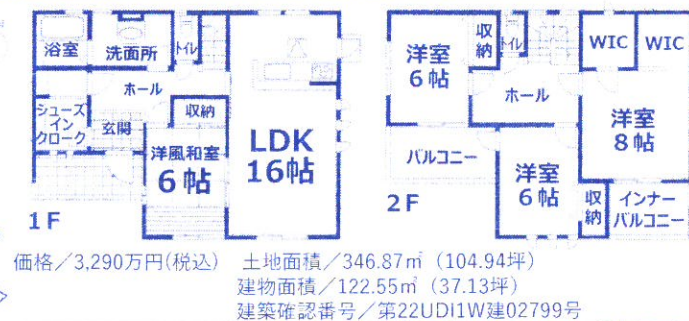 浴室
洗面所
トイレ
ホール
シューズ
イン
クローク
玄関
収納
洋風和室
6帖
LDK
16帖
1F
洋室
6帖
収納
トイレ
WIC
WIC
ホール
洋室
8帖
バルコニー
洋室
6帖
収納
インナー
バルコニー
2F
価格／3,290万円(税込)
土地面積／346.87㎡（104.94坪）
建物面積／122.55㎡（37.13坪）
建築確認番号／第22UDI1W建02799号